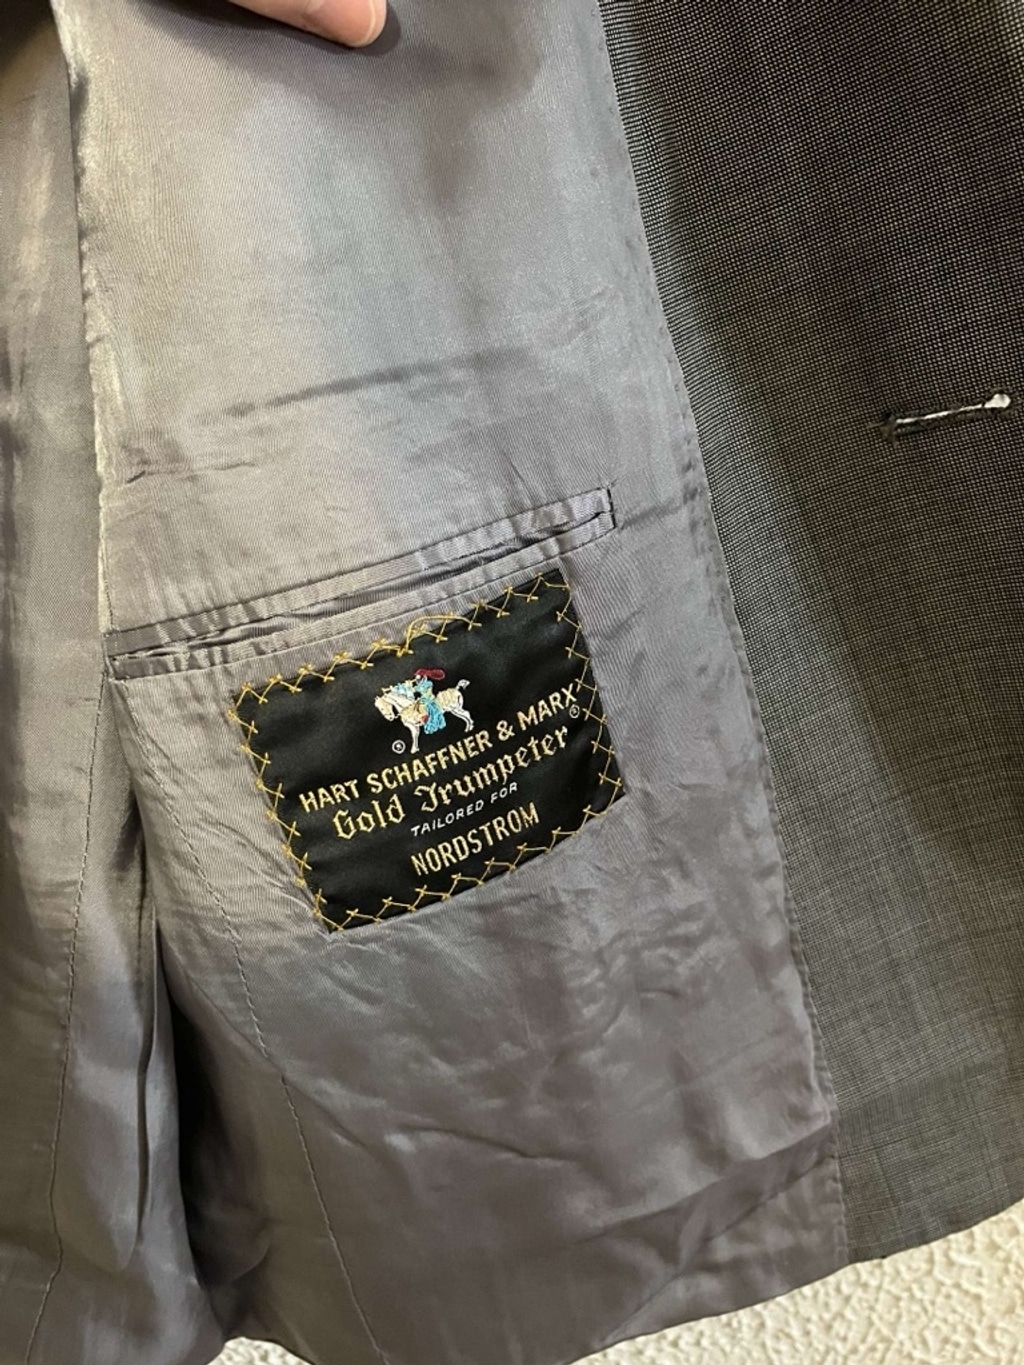 ®
HART SCHAFFNER & MARX®
Gold Trumpeter
TAILORED FOR
NORDSTROM